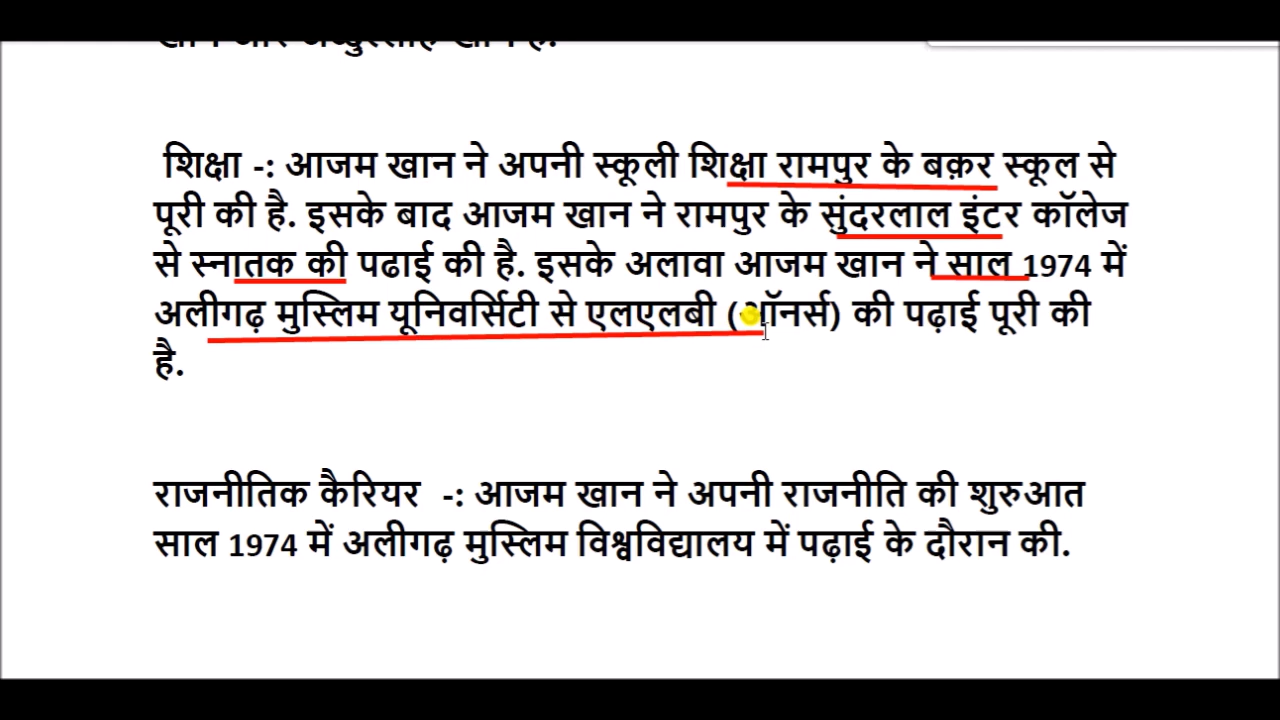 शिक्षा -: आजम खान ने अपनी स्कूली शिक्षा रामपुर के बक़र स्कूल से
पूरी की है. इसके बाद आजम खान ने रामपुर के सुंदरलाल इंटर कॉलेज
से स्नातक की पढाई की है. इसके अलावा आजम खान ने साल 1974 में
अलीगढ़ मुस्लिम यूनिवर्सिटी से एलएलबी (ऑनर्स) की पढ़ाई पूरी की
है.
राजनीतिक कैरियर -: आजम खान ने अपनी राजनीति की शुरुआत
साल 1974 में अलीगढ़ मुस्लिम विश्वविद्यालय में पढ़ाई के दौरान की.